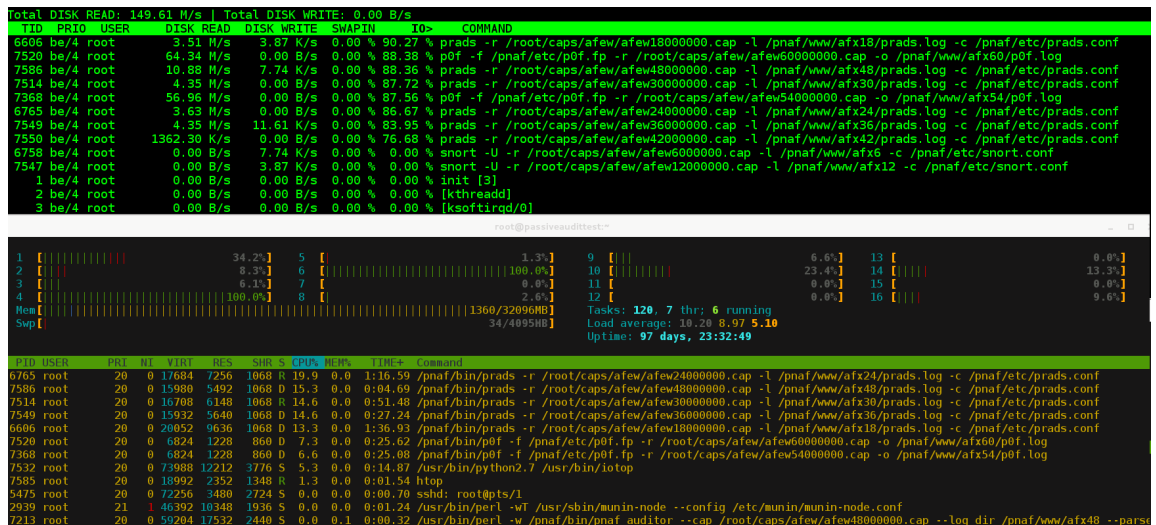 Total DISK READ: 149.61 M/s | Total DISK WRITE: 0.00 B/s
TID PRIO USER DISK READ DISK WRITE SWAPIN IO> COMMAND
6606 be/4 root 3.51 M/s 3.87 K/s 0.00 % 90.27 % prads -r /root/caps/afew/afew18000000.cap -l /pnaf/www/afx18/prads.log -c /pnaf/etc/prads.conf
7520 be/4 root 64.34 M/s 0.00 B/s 0.00 % 88.38 % p0f -f /pnaf/etc/p0f.fp -r /root/caps/afew/afew60000000.cap -o /pnaf/www/afx60/p0f.log
7586 be/4 root 10.88 M/s 7.74 K/s 0.00 % 88.36 % prads -r /root/caps/afew/afew48000000.cap -l /pnaf/www/afx48/prads.log -c /pnaf/etc/prads.conf
7514 be/4 root 4.35 M/s 0.00 B/s 0.00 % 87.72 % prads -r /root/caps/afew/afew30000000.cap -l /pnaf/www/afx30/prads.log -c /pnaf/etc/prads.conf
7368 be/4 root 56.96 M/s 0.00 B/s 0.00 % 87.56 % p0f -f /pnaf/etc/p0f.fp -r /root/caps/afew/afew54000000.cap -o /pnaf/www/afx54/p0f.log
6765 be/4 root 3.63 M/s 0.00 B/s 0.00 % 86.67 % prads -r /root/caps/afew/afew24000000.cap -l /pnaf/www/afx24/prads.log -c /pnaf/etc/prads.conf
7549 be/4 root 4.35 M/s 11.61 K/s 0.00 % 83.95 % prads -r /root/caps/afew/afew36000000.cap -l /pnaf/www/afx36/prads.log -c /pnaf/etc/prads.conf
7550 be/4 root 1362.30 K/s 0.00 B/s 0.00 % 76.68 % prads -r /root/caps/afew/afew42000000.cap -l /pnaf/www/afx42/prads.log -c /pnaf/etc/prads.conf
6758 be/4 root 0.00 B/s 7.74 K/s 0.00 % 0.00 % snort -U -r /root/caps/afew/afew6000000.cap -l /pnaf/www/afx6 -c /pnaf/etc/snort.conf
7547 be/4 root 0.00 B/s 3.87 K/s 0.00 % 0.00 % snort -U -r /root/caps/afew/afew12000000.cap -l /pnaf/www/afx12 -c /pnaf/etc/snort.conf
1 be/4 root 0.00 B/s 0.00 B/s 0.00 % 0.00 % init [3]
2 be/4 root 0.00 B/s 0.00 B/s 0.00 % 0.00 % [kthreadd]
3 be/4 root 0.00 B/s 0.00 B/s 0.00 % 0.00 % [ksoftirqd/0]
root@passiveaudittest:~
1 [||||||||||||| 34.2%] 5 [| 1.3%] 9 [||| 6.6%] 13 [ 0.0%]
2 [|||| 8.3%] 6 [||||||||||||||||||||||||||||100.0%] 10 [||||||||| 23.4%] 14 [||||| 13.3%]
3 [||| 6.1%] 7 [ 0.0%] 11 [ 0.0%] 15 [ 0.0%]
4 [||||||||||||||||||||||||||||100.0%] 8 [| 2.6%] 12 [ 0.0%] 16 [|||| 9.6%]
Mem[||||||||||||||||||||||||||||||||||||||||||||||||||||||||||||||||||1360/32096MB] Tasks: 120, 7 thr; 6 running
Swp[ 34/4095MB] Load average: 10.20 8.97 5.10
Uptime: 97 days, 23:32:49
PID USER PRI NI VIRT RES SHR S CPU% MEM% TIME+ Command
6765 root 20 0 17684 7256 1068 R 19.9 0.0 1:16.59 /pnaf/bin/prads -r /root/caps/afew/afew24000000.cap -l /pnaf/www/afx24/prads.log -c /pnaf/etc/prads.conf
7586 root 20 0 15980 5492 1068 D 15.3 0.0 0:04.69 /pnaf/bin/prads -r /root/caps/afew/afew48000000.cap -l /pnaf/www/afx48/prads.log -c /pnaf/etc/prads.conf
7514 root 20 0 16708 6148 1068 R 14.6 0.0 0:51.48 /pnaf/bin/prads -r /root/caps/afew/afew30000000.cap -l /pnaf/www/afx30/prads.log -c /pnaf/etc/prads.conf
7549 root 20 0 15932 5640 1068 D 14.6 0.0 0:27.24 /pnaf/bin/prads -r /root/caps/afew/afew36000000.cap -l /pnaf/www/afx36/prads.log -c /pnaf/etc/prads.conf
6606 root 20 0 20052 9636 1068 D 13.3 0.0 1:36.93 /pnaf/bin/prads -r /root/caps/afew/afew18000000.cap -l /pnaf/www/afx18/prads.log -c /pnaf/etc/prads.conf
7520 root 20 0 6824 1228 860 D 7.3 0.0 0:25.62 /pnaf/bin/p0f -f /pnaf/etc/p0f.fp -r /root/caps/afew/afew60000000.cap -o /pnaf/www/afx60/p0f.log
7368 root 20 0 6824 1228 860 D 6.6 0.0 0:25.08 /pnaf/bin/p0f -f /pnaf/etc/p0f.fp -r /root/caps/afew/afew54000000.cap -o /pnaf/www/afx54/p0f.log
7532 root 20 0 73988 12212 3776 S 5.3 0.0 0:14.87 /usr/bin/python2.7 /usr/bin/iotop
7585 root 20 0 18992 2352 1348 R 1.3 0.0 0:01.54 htop
5475 root 20 0 72256 3480 2724 S 0.0 0.0 0:00.70 sshd: root@pts/1
2939 root 21 1 46392 10348 1936 S 0.0 0.0 0:01.24 /usr/bin/perl -wT /usr/sbin/munin-node --config /etc/munin/munin-node.conf
7213 root 20 0 59204 17532 2440 S 0.0 0.1 0:00.32 /usr/bin/perl -w /pnaf/bin/pnaf_auditor --cap /root/caps/afew/afew48000000.cap --log_dir /pnaf/www/afx48 --parse